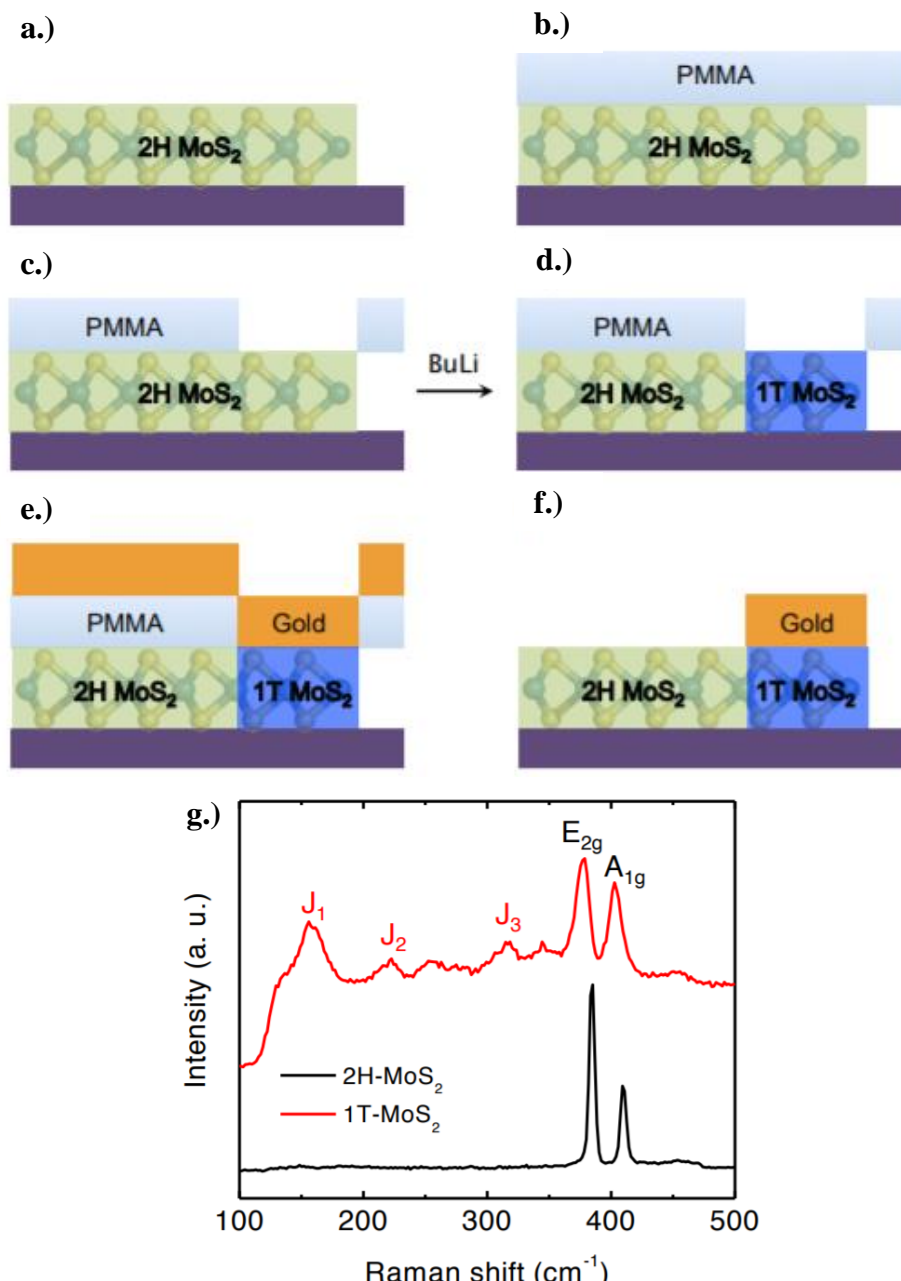 a.)
b.)
PMMA
2H MoS₂
2H MoS₂
c.)
d.)
PMMA
PMMA
BuLi
2H MoS₂
2H MoS₂
1T MoS₂
e.)
f.)
PMMA
Gold
Gold
2H MoS₂
1T MoS₂
2H MoS₂
1T MoS₂
g.)
E₂g
A₁g
J₁
J₂
J₃
Intensity (a. u.)
2H-MoS₂
1T-MoS₂
100 200 300 400 500
Raman shift (cm⁻¹)